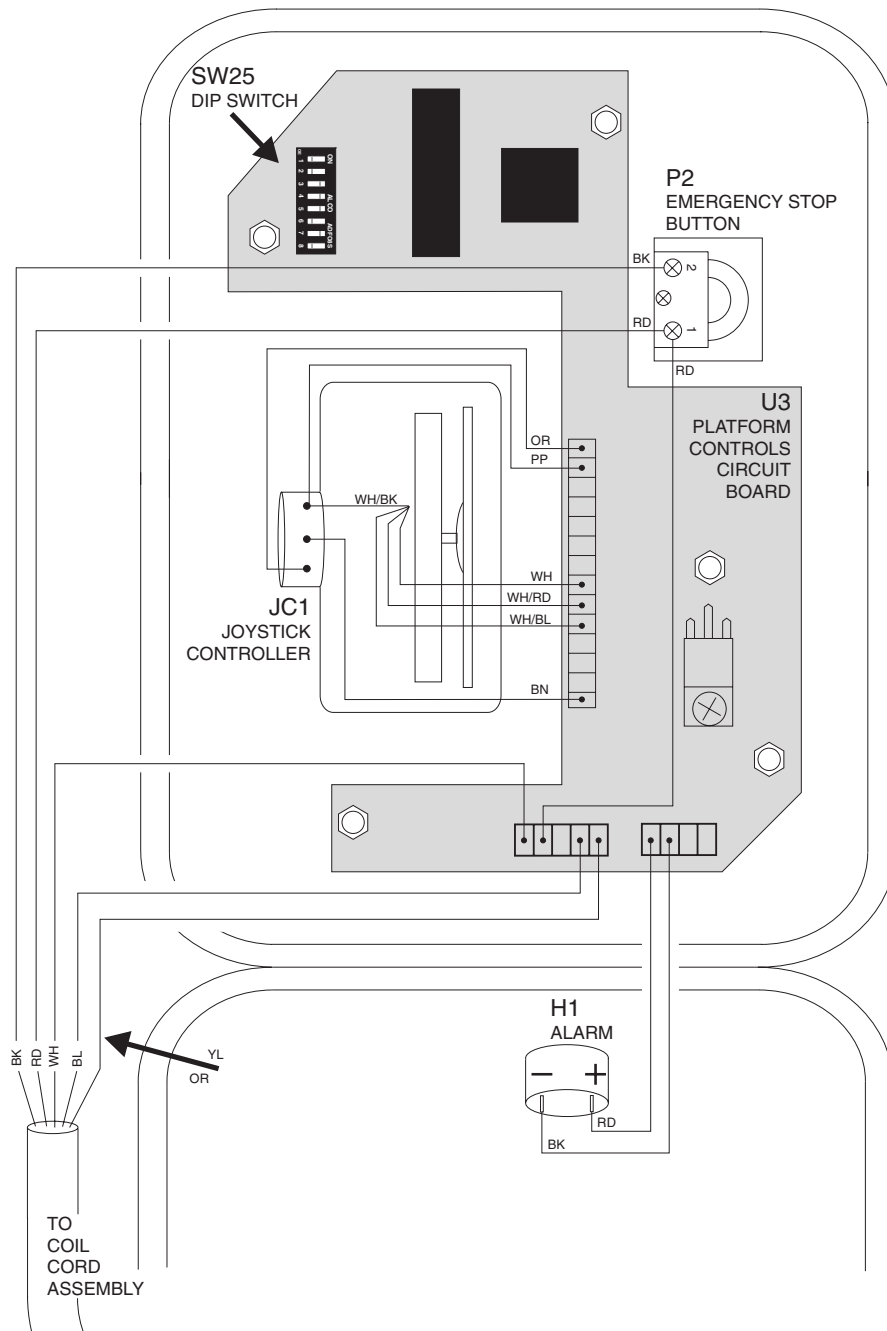 SW25
DIP SWITCH
ON
1
2
3
4
5
6
7
8
P2
EMERGENCY STOP
BUTTON
BK
2
RD
1
RD
U3
PLATFORM
CONTROLS
CIRCUIT
BOARD
OR
PP
WH/BK
WH
WH/RD
WH/BL
BN
JC1
JOYSTICK
CONTROLLER
H1
ALARM
− +
RD
BK
BK
RD
WH
BL
YL
OR
TO
COIL
CORD
ASSEMBLY